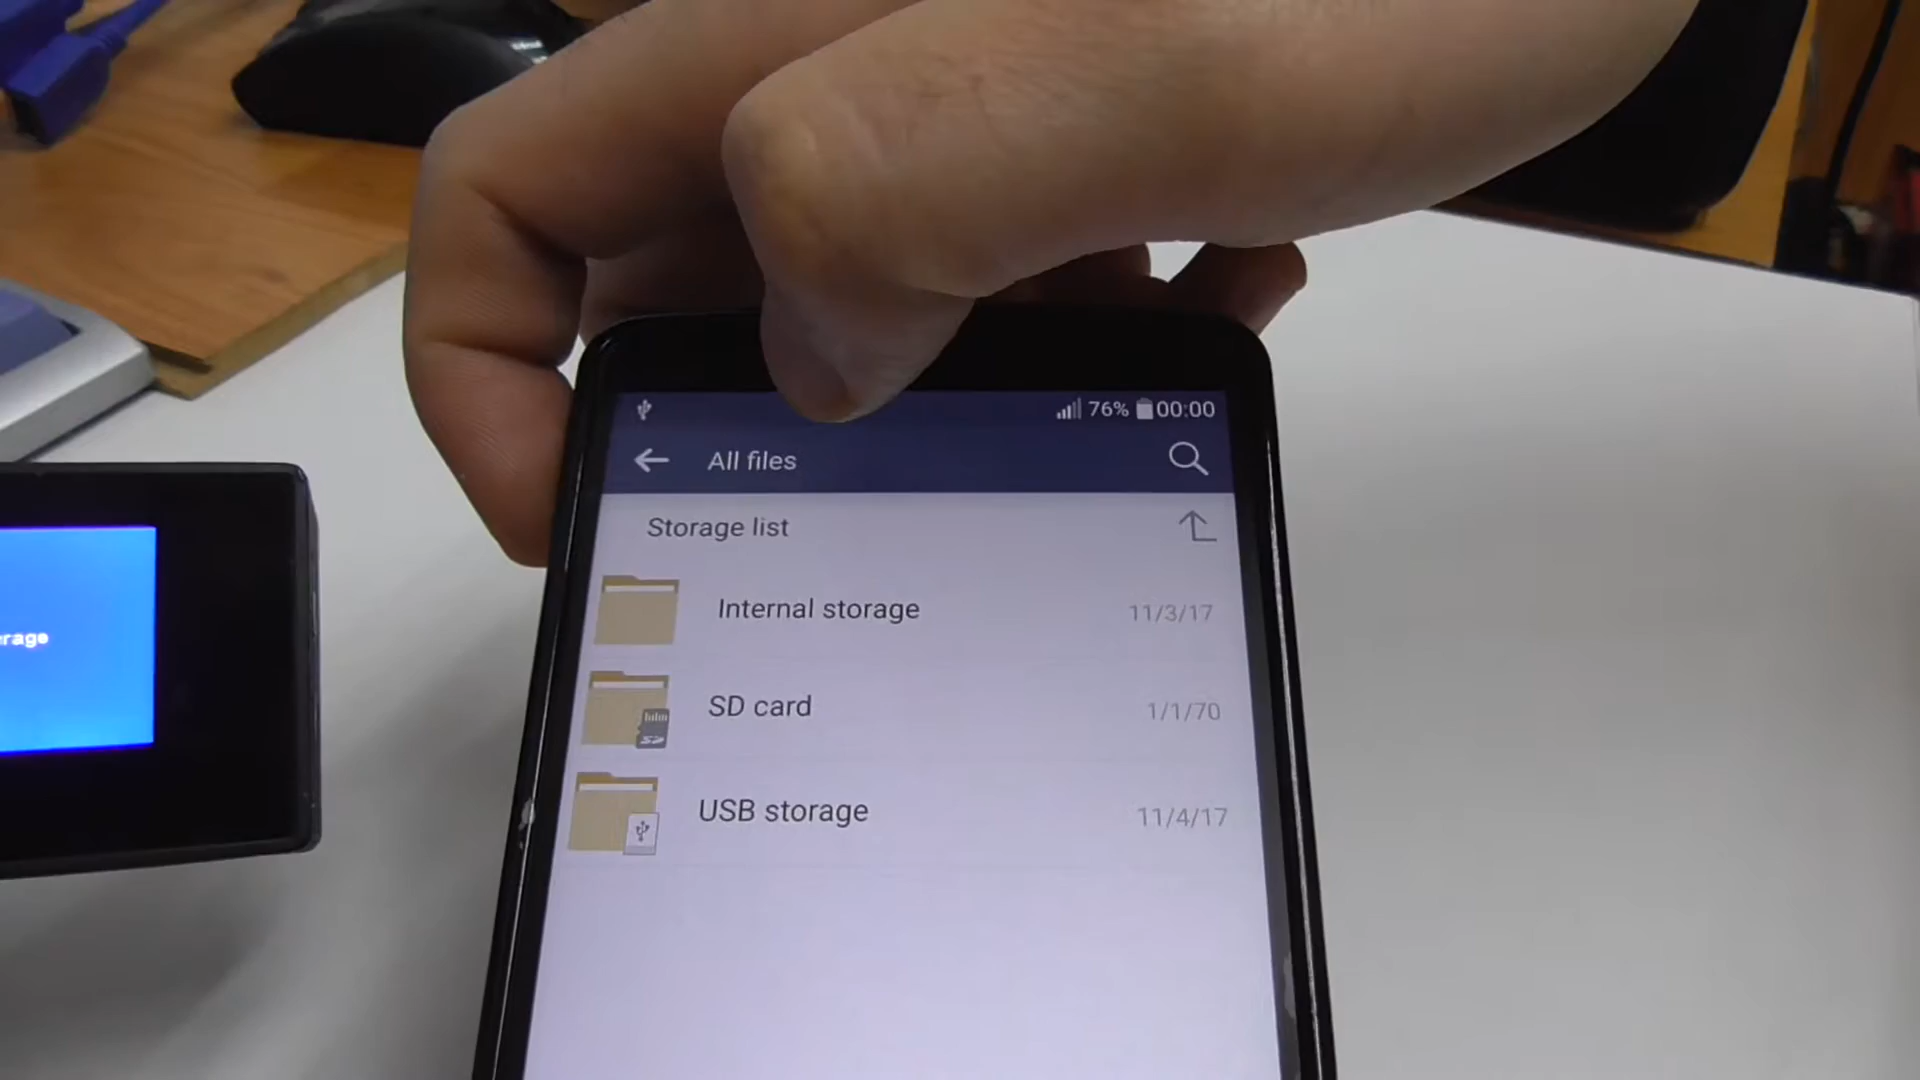 76% 00:00
All files
Storage list
Internal storage 11/3/17
SD card 1/1/70
USB storage 11/4/17